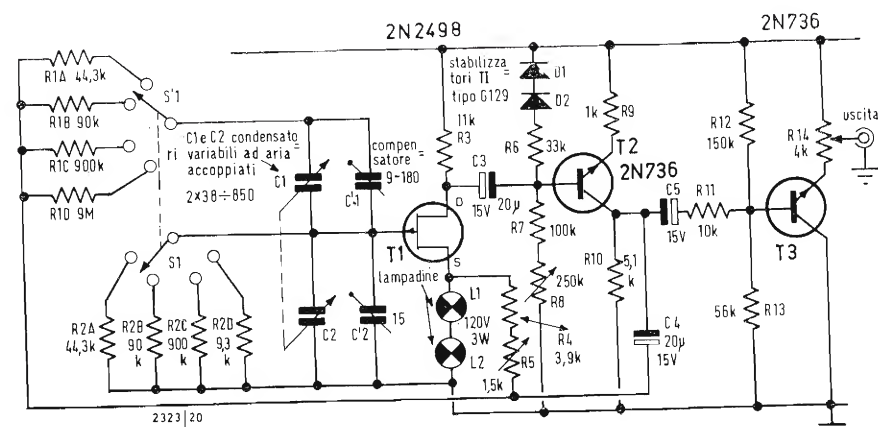 2N2498
2N736
R1A 44,3k
S'1
R1B 90k
R1C 900k
R1D 9M
C1e C2 condensato=
ri variabili ad aria
accoppiati
2X38÷850
C1
C'1
compen=
satore
9-180
11k
R3
D
S
T1
stabilizza
tori TI =
tipo G129
D1
D2
R6
33k
C3
20µ
15V
R7
100k
250k
R8
1k
R9
T2
2N736
R10
5,1
k
C5
15V
R11
10k
R12
150k
R14
4k
uscita
T3
56k
R13
C4
20µ
15V
S1
R2A
44,3k
R2B
90
k
R2C
900
k
R2D
9,3
k
C2
C'2
15
lampadine
L1
120V
3W
L2
R4
3,9k
R5
1,5k
2323|20